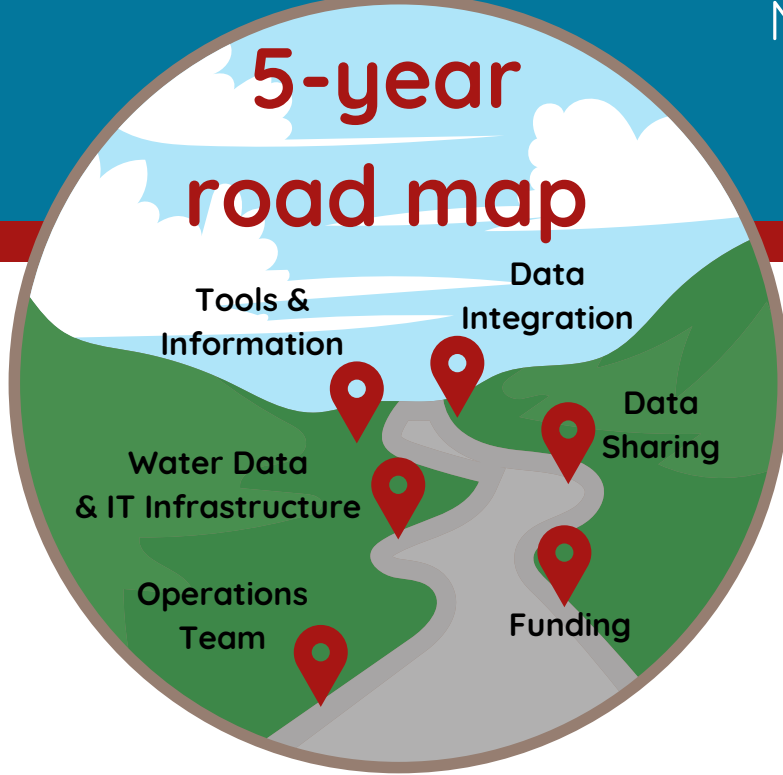 5-year
road map
Tools &
Information
Data
Integration
Data
Sharing
Water Data
& IT Infrastructure
Operations
Team
Funding